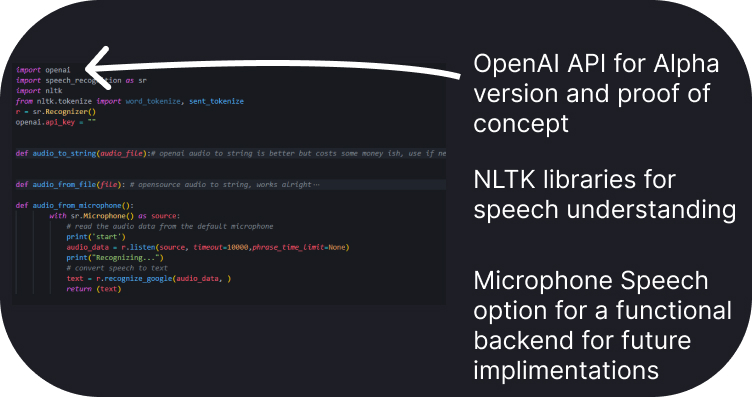 import openai
import speech_recognition as sr
import nltk
from nltk.tokenize import word_tokenize, sent_tokenize
r = sr.Recognizer()
openai.api_key = ""
def audio_to_string(audio_file):# openai audio to string is better but costs some money ish, use if ne
def audio_from_file(file): # opensource audio to string, works alright…
def audio_from_microphone():
with sr.Microphone() as source:
# read the audio data from the default microphone
print('start')
audio_data = r.listen(source, timeout=10000,phrase_time_limit=None)
print("Recognizing...")
# convert speech to text
text = r.recognize_google(audio_data, )
return (text)
OpenAI API for Alpha
version and proof of
concept
NLTK libraries for
speech understanding
Microphone Speech
option for a functional
backend for future
implimentations